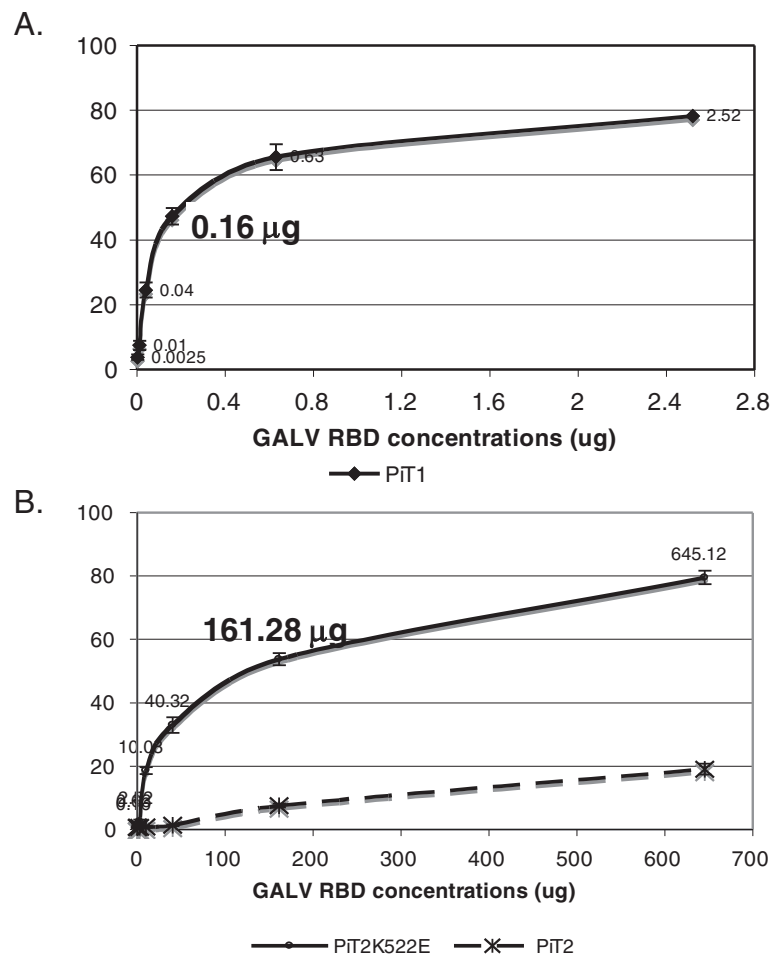 A.
100
80
60
40
20
0
2.52
0.63
0.16 µg
0.04
0.01
0.0025
0 0.4 0.8 1.2 1.6 2 2.4 2.8
GALV RBD concentrations (ug)
PiT1
B.
100
80
60
40
20
0
645.12
161.28 µg
40.32
10.08
0 100 200 300 400 500 600 700
GALV RBD concentrations (ug)
PiT2K522E PiT2